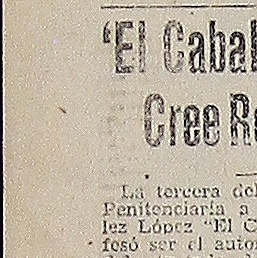 'El Cabal
Cree Re
La tercera del
Penitenciaría a
lez López "El C
fesó ser el autor